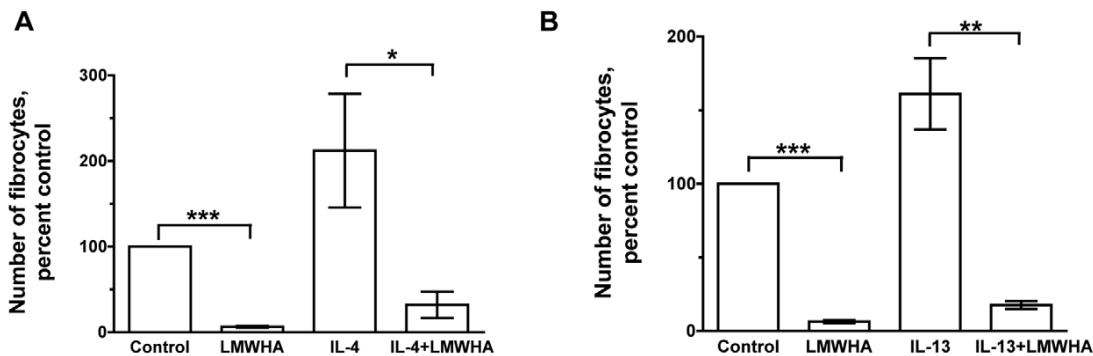 A
Number of fibrocytes,
percent control
300
200
100
0
***
*
Control LMWHA IL-4 IL-4+LMWHA
B
Number of fibrocytes,
percent control
200
100
0
***
**
Control LMWHA IL-13 IL-13+LMWHA